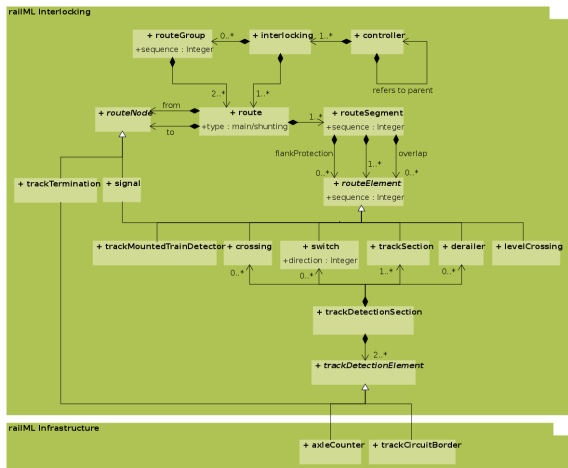 railML Interlocking
+ routeGroup
+sequence : Integer
0..*
+ interlocking
1..*
+ controller
refers to parent
2..*
1..*
+ routeNode
from
to
+ route
+type : main/shunting
1..*
+ routeSegment
+sequence : Integer
flankProtection
overlap
0..*
1..*
0..*
+ trackTermination
+ signal
+ routeElement
+sequence : Integer
+ trackMountedTrainDetector
+ crossing
+ switch
+direction : Integer
+ trackSection
+ derailer
+ levelCrossing
0..*
0..*
1..*
0..*
+ trackDetectionSection
2..*
+ trackDetectionElement
railML Infrastructure
+ axleCounter
+ trackCircuitBorder